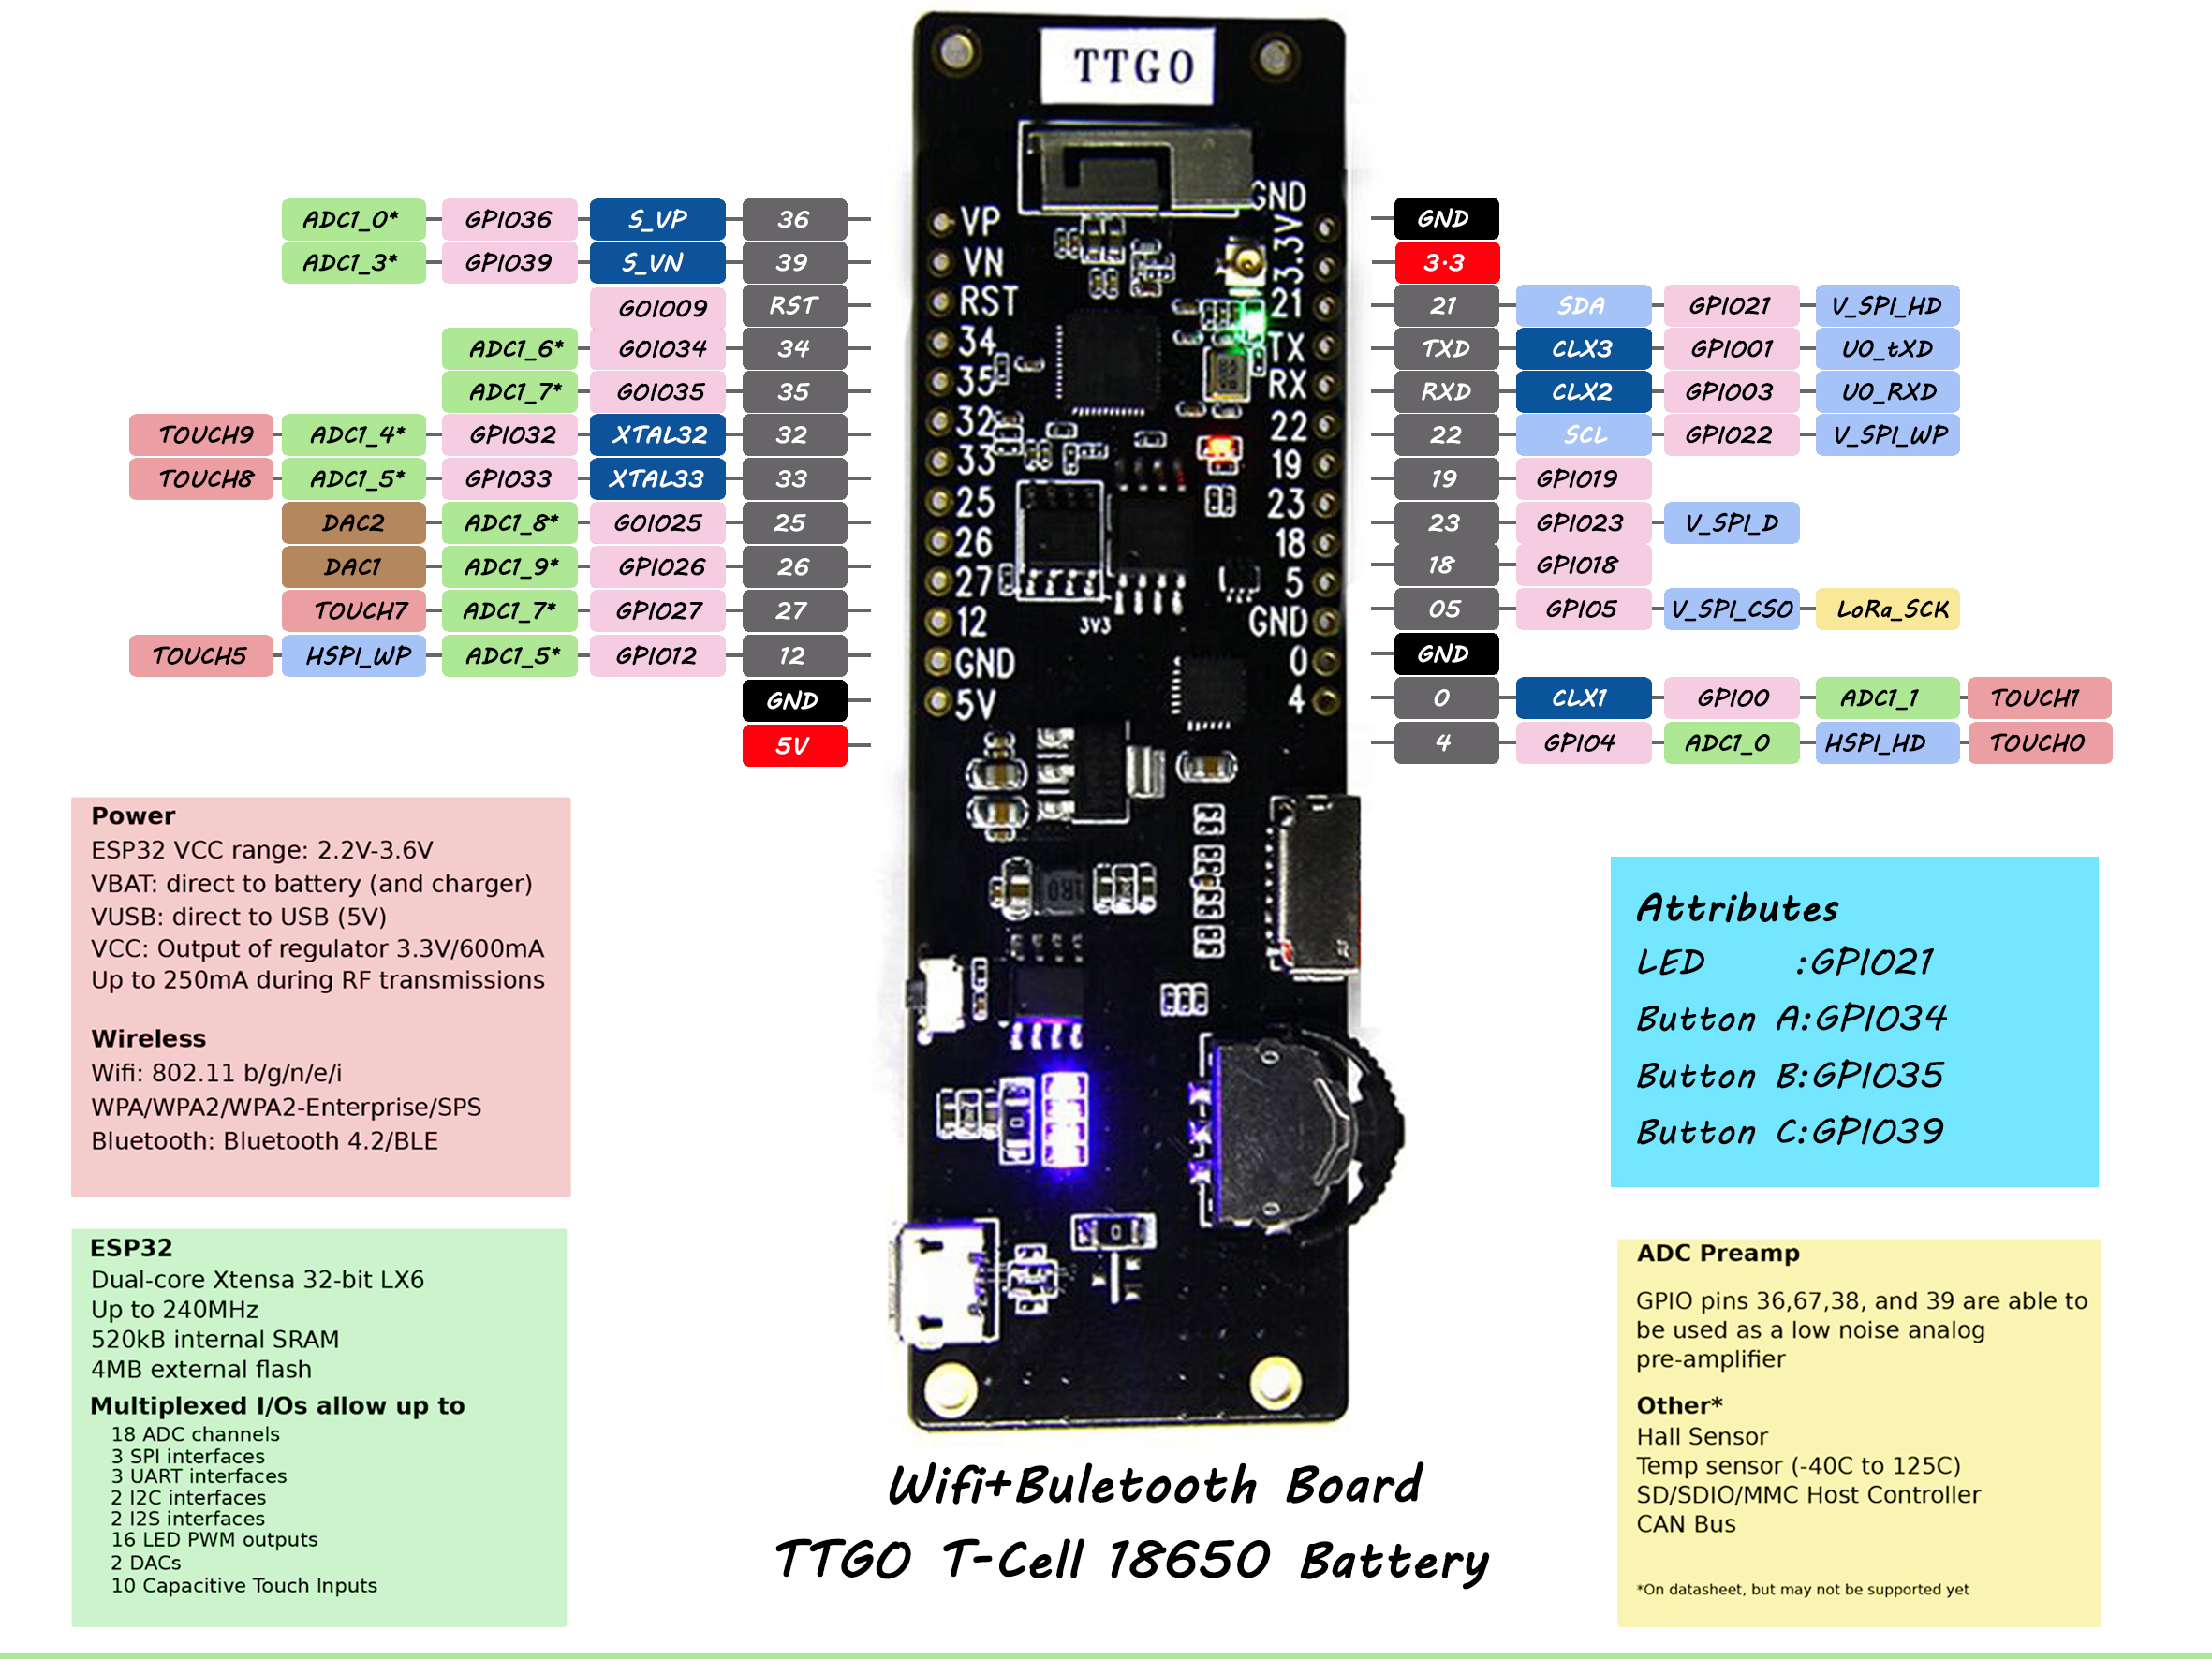 TTGO
ADC1_0* GPIO36 S_VP 36
ADC1_3* GPIO39 S_VN 39
GOIO09 RST
ADC1_6* GOIO34 34
ADC1_7* GOIO35 35
TOUCH9 ADC1_4* GPIO32 XTAL32 32
TOUCH8 ADC1_5* GPIO33 XTAL33 33
DAC2 ADC1_8* GOIO25 25
DAC1 ADC1_9* GPIO26 26
TOUCH7 ADC1_7* GPIO27 27
TOUCH5 HSPI_WP ADC1_5* GPIO12 12
GND
5V
VP
VN
RST
34
35
32
33
25
26
27
12
GND
5V
3V3
1R0
0
0
GND
3.3V
21
TX
RX
22
19
23
18
5
GND
0
4
GND
3.3
21 SDA GPIO21 V_SPI_HD
TXD CLX3 GPIO01 UO_tXD
RXD CLX2 GPIO03 UO_RXD
22 SCL GPIO22 V_SPI_WP
19 GPIO19
23 GPIO23 V_SPI_D
18 GPIO18
05 GPIO5 V_SPI_CSO LoRa_SCK
GND
0 CLX1 GPIO0 ADC1_1 TOUCH1
4 GPIO4 ADC1_0 HSPI_HD TOUCH0
Power
ESP32 VCC range: 2.2V-3.6V
VBAT: direct to battery (and charger)
VUSB: direct to USB (5V)
VCC: Output of regulator 3.3V/600mA
Up to 250mA during RF transmissions
Wireless
Wifi: 802.11 b/g/n/e/i
WPA/WPA2/WPA2-Enterprise/SPS
Bluetooth: Bluetooth 4.2/BLE
ESP32
Dual-core Xtensa 32-bit LX6
Up to 240MHz
520kB internal SRAM
4MB external flash
Multiplexed I/Os allow up to
18 ADC channels
3 SPI interfaces
3 UART interfaces
2 I2C interfaces
2 I2S interfaces
16 LED PWM outputs
2 DACs
10 Capacitive Touch Inputs
Attributes
LED :GPIO21
Button A:GPIO34
Button B:GPIO35
Button C:GPIO39
ADC Preamp
GPIO pins 36,67,38, and 39 are able to
be used as a low noise analog
pre-amplifier
Other*
Hall Sensor
Temp sensor (-40C to 125C)
SD/SDIO/MMC Host Controller
CAN Bus
*On datasheet, but may not be supported yet
Wifi+Buletooth Board
TTGO T-Cell 18650 Battery